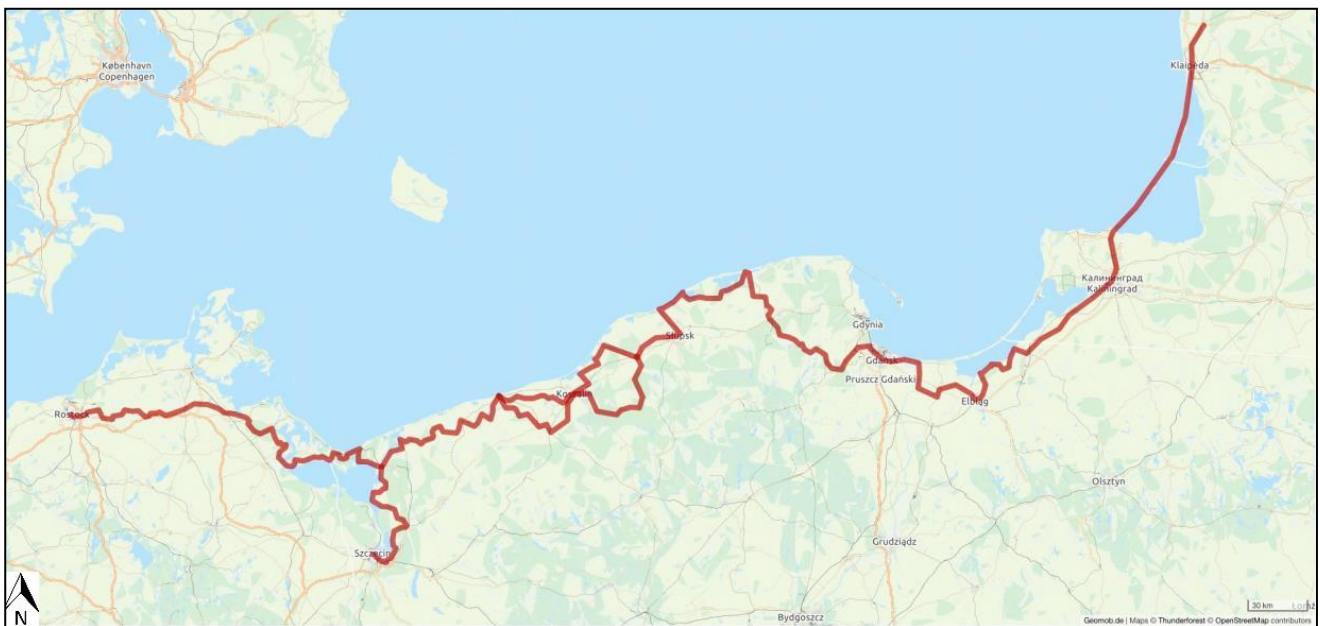 København
Copenhagen
Klaipėda
Калининград
Kaliningrad
Gdynia
Słupsk
Gdańsk
Pruszcz Gdański
Koszalin
Elbląg
Rostock
Olsztyn
Grudziądz
Szczecin
N
30 km
Bydgoszcz
Geomob.de | Maps © Thunderforest © OpenStreetMap contributors